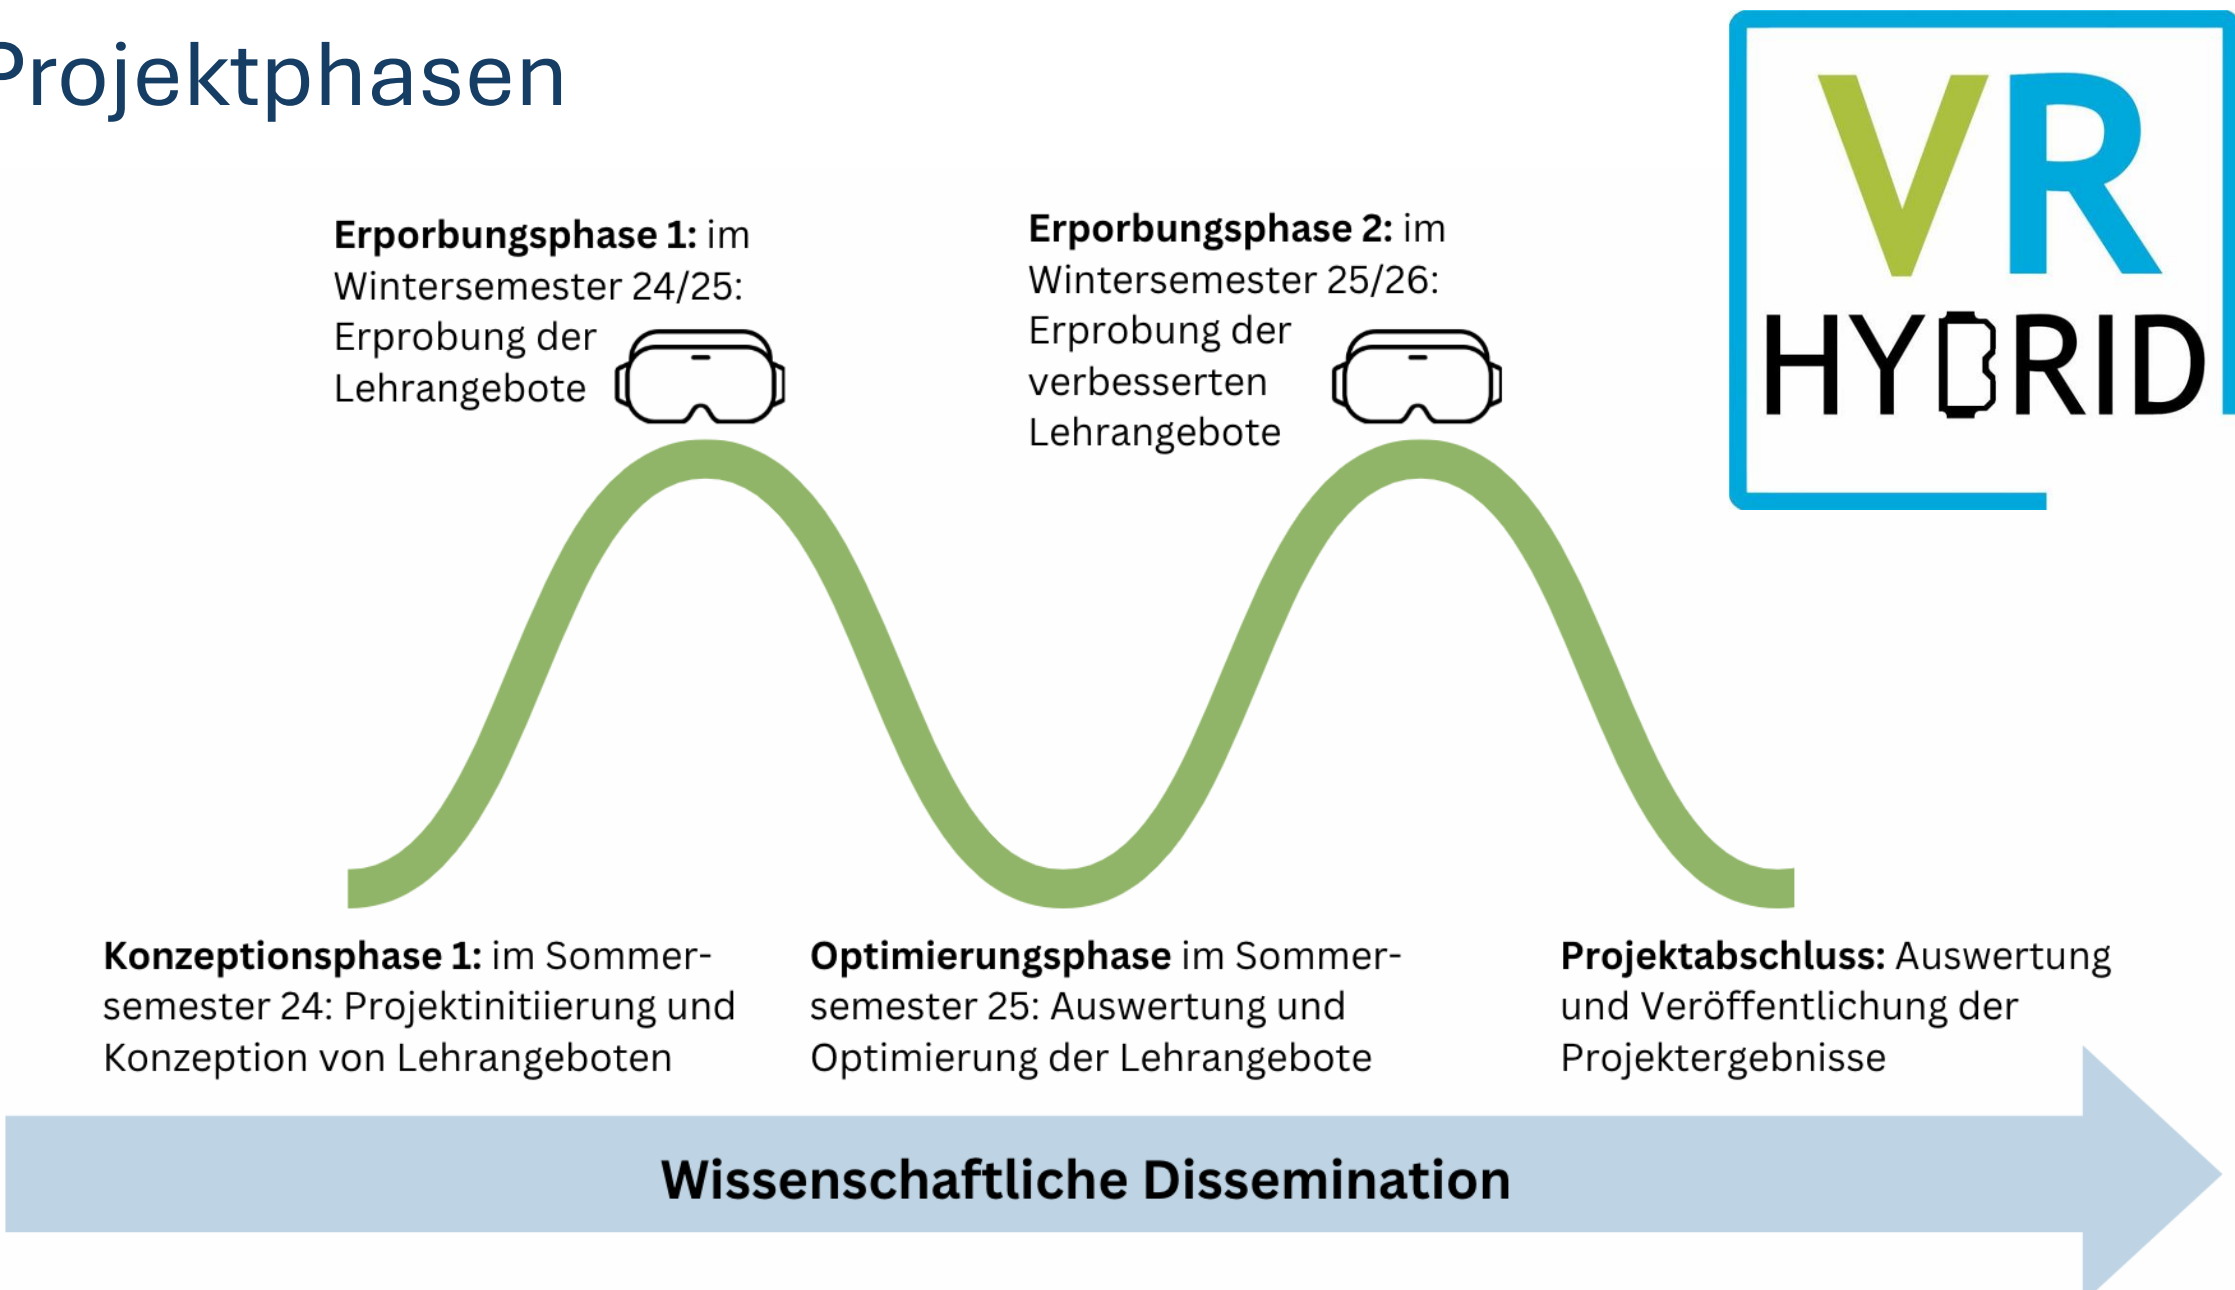 Projektphasen
VR
HYBRID
Erporbungsphase 1: im
Wintersemester 24/25:
Erprobung der
Lehrangebote
Erporbungsphase 2: im
Wintersemester 25/26:
Erprobung der
verbesserten
Lehrangebote
Konzeptionsphase 1: im Sommer-
semester 24: Projektinitiierung und
Konzeption von Lehrangeboten
Optimierungsphase im Sommer-
semester 25: Auswertung und
Optimierung der Lehrangebote
Projektabschluss: Auswertung
und Veröffentlichung der
Projektergebnisse
Wissenschaftliche Dissemination